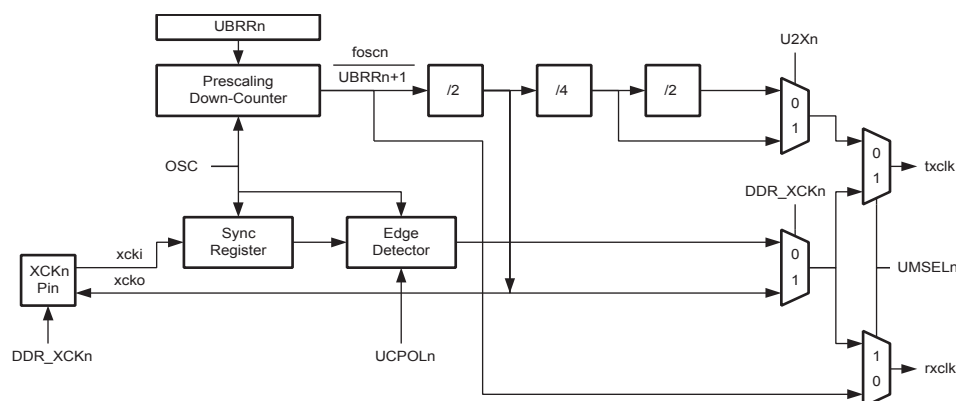 UBRRn
foscn
U2Xn
Prescaling
Down-Counter
UBRRn+1
/2
/4
/2
0
1
OSC
0
1
txclk
DDR_XCKn
Sync
Register
Edge
Detector
xcki
XCKn
Pin
xcko
0
1
UMSELn
DDR_XCKn
UCPOLn
1
0
rxclk